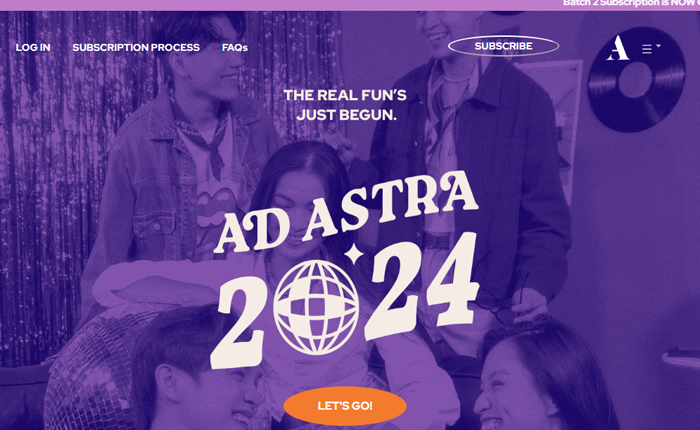 Batch 2 Subscription is NOW
LOG IN
SUBSCRIPTION PROCESS
FAQs
SUBSCRIBE
A
THE REAL FUN'S
JUST BEGUN.
AD ASTRA
2024
LET'S GO!